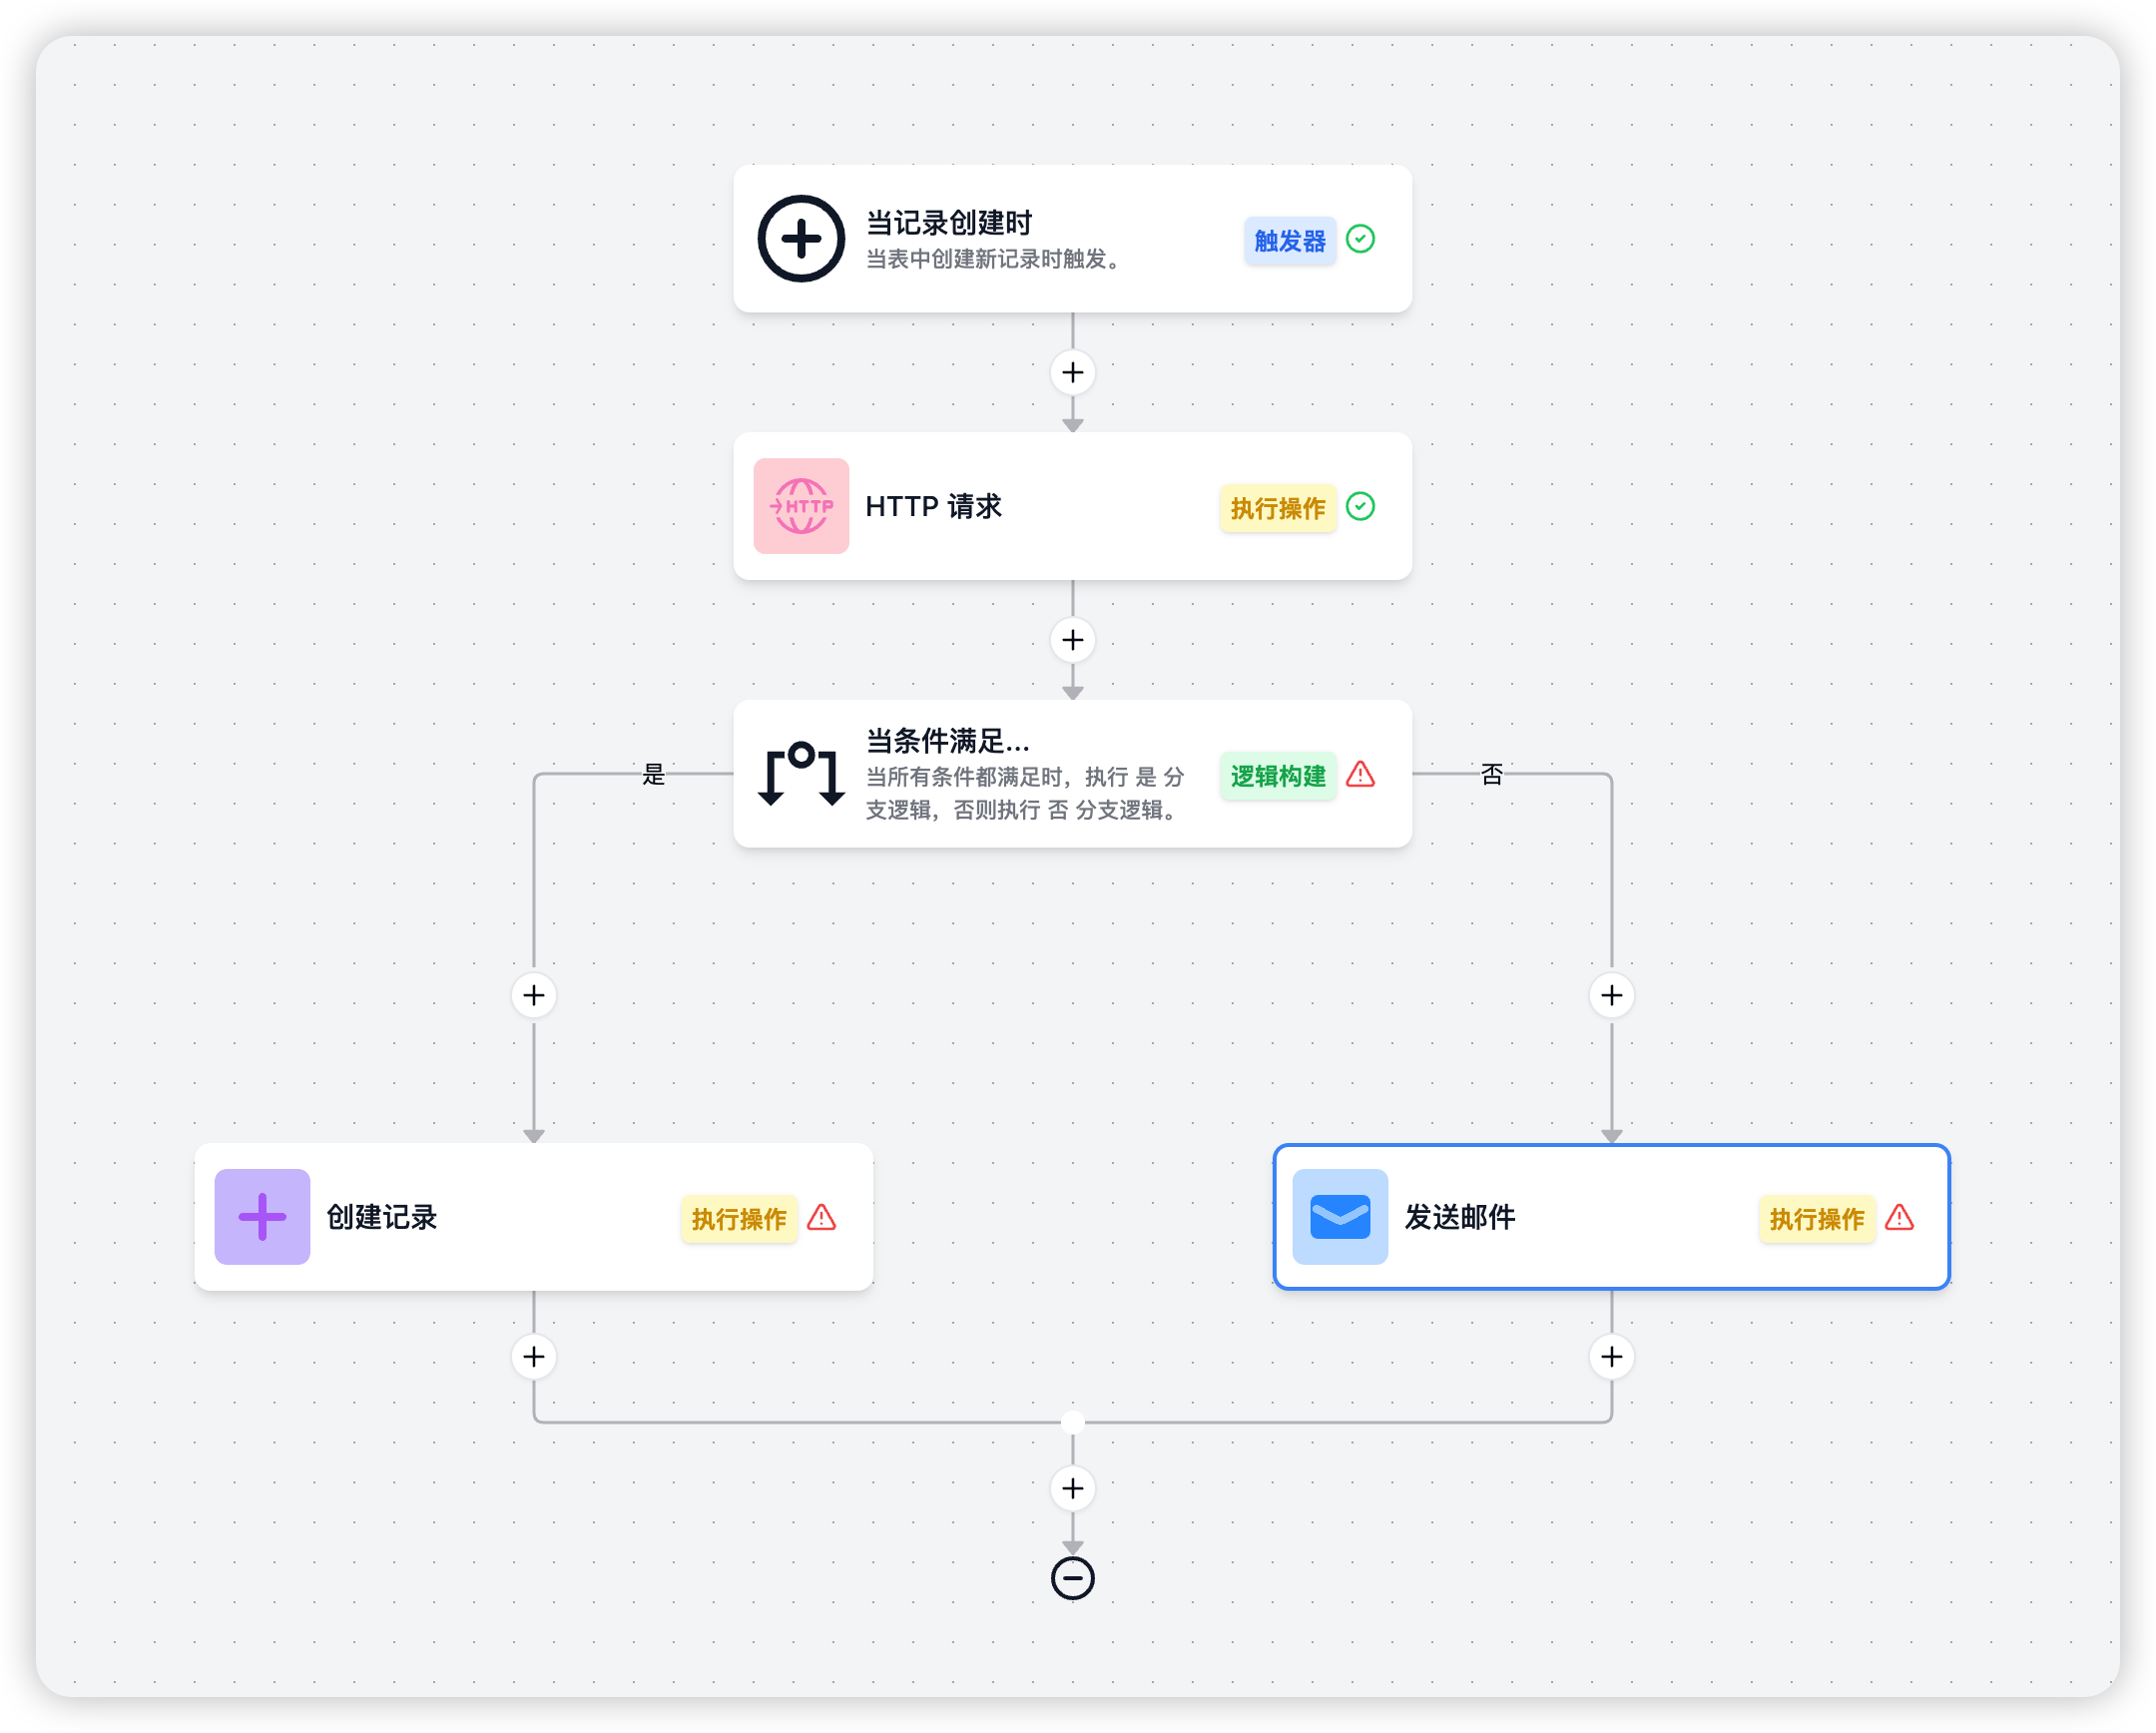 当记录创建时
当表中创建新记录时触发。
触发器
HTTP
HTTP 请求
执行操作
当条件满足...
当所有条件都满足时，执行 是 分
支逻辑，否则执行 否 分支逻辑。
逻辑构建
是
否
创建记录
执行操作
发送邮件
执行操作